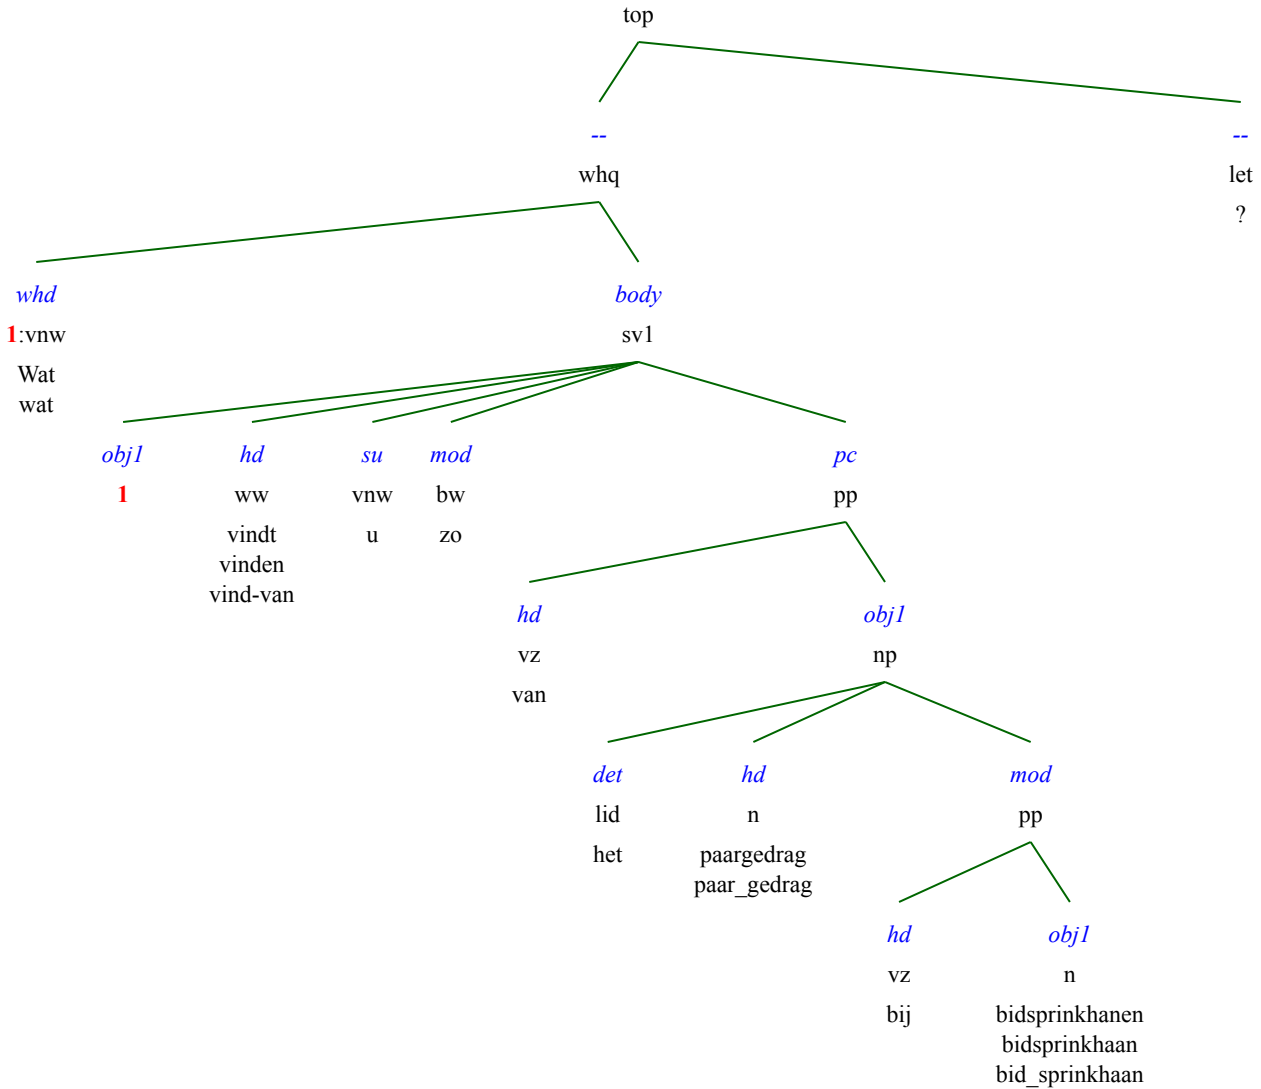 top
-- --
whq let
?
whd body
1:vnw sv1
Wat
wat
obj1 hd su mod pc
1 ww vnw bw pp
vindt u zo
vinden
vind-van
hd obj1
vz np
van
det hd mod
lid n pp
het paargedrag
paar_gedrag
hd obj1
vz n
bij bidsprinkhanen
bidsprinkhaan
bid_sprinkhaan